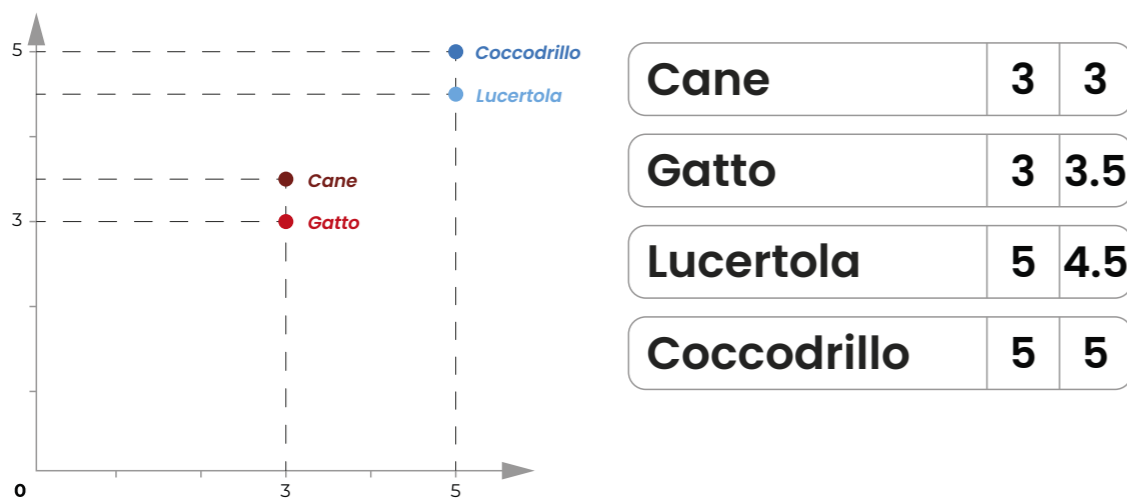 5
Coccodrillo
Lucertola
Cane
3
Gatto
0
3
5
Cane 3 3
Gatto 3 3.5
Lucertola 5 4.5
Coccodrillo 5 5